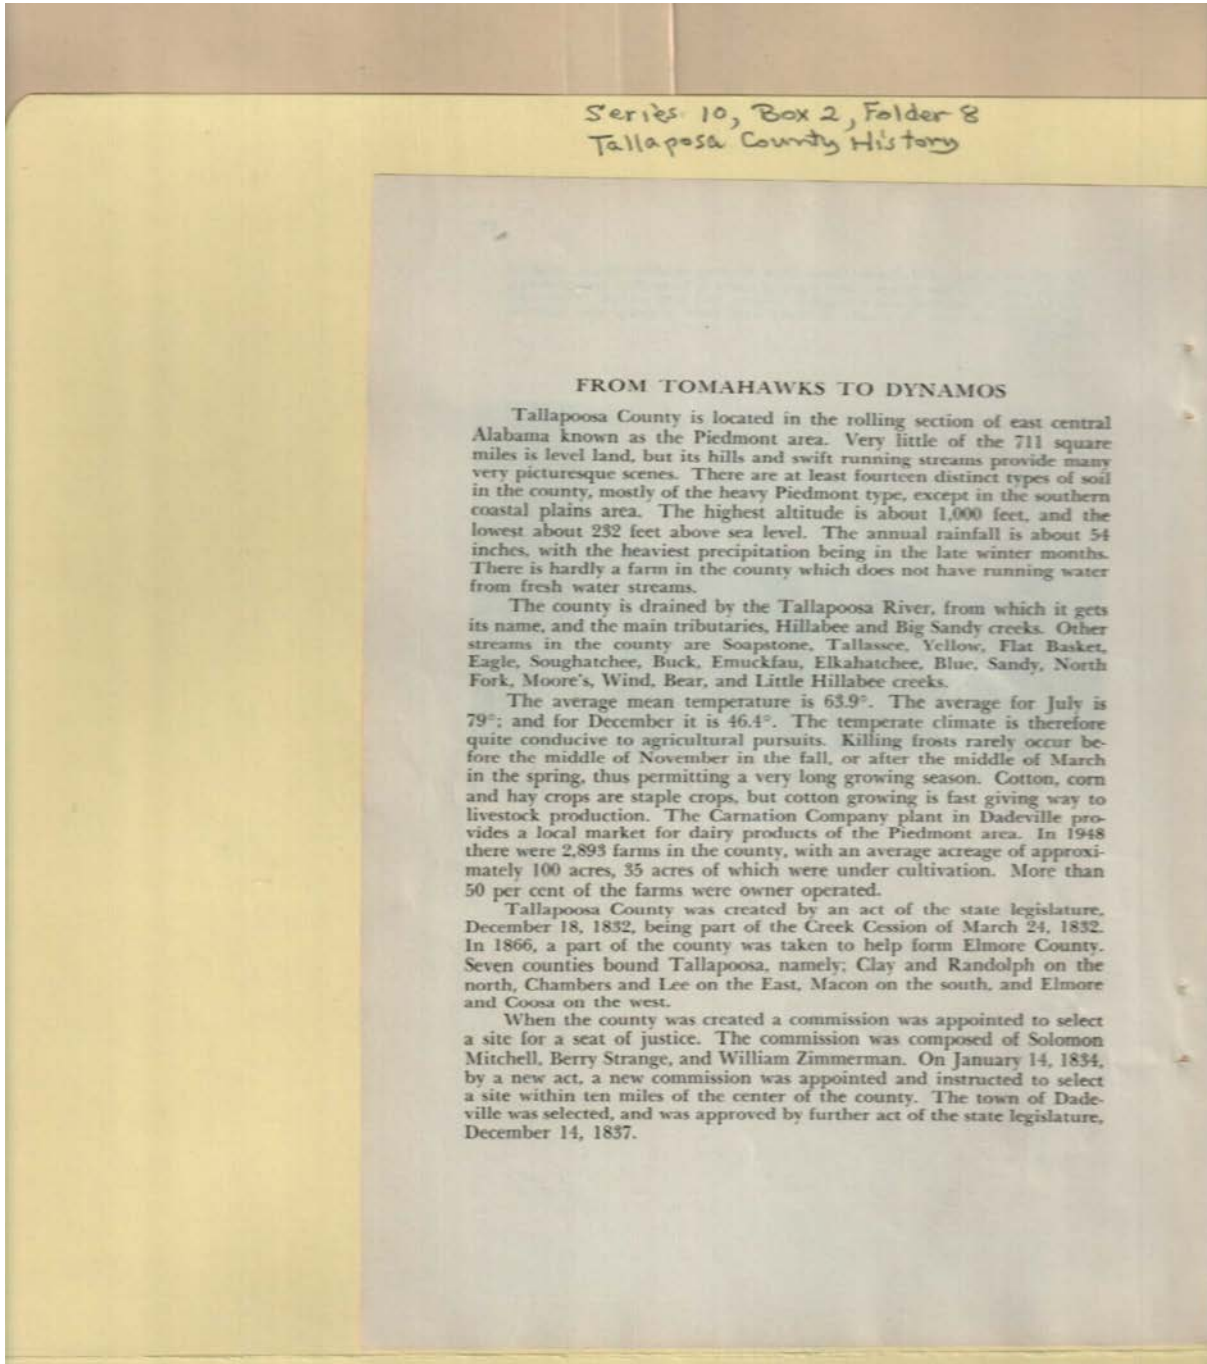 Series 10, Box 2, Folder 8
Tallaposa County History
FROM TOMAHAWKS TO DYNAMOS
Tallapoosa County is located in the rolling section of east central
Alabama known as the Piedmont area. Very little of the 711 square
miles is level land, but its hills and swift running streams provide many
very picturesque scenes. There are at least fourteen distinct types of soil
in the county, mostly of the heavy Piedmont type, except in the southern
coastal plains area. The highest altitude is about 1,000 feet, and the
lowest about 232 feet above sea level. The annual rainfall is about 54
inches, with the heaviest precipitation being in the late winter months.
There is hardly a farm in the county which does not have running water
from fresh water streams.
The county is drained by the Tallapoosa River, from which it gets
its name, and the main tributaries, Hillabee and Big Sandy creeks. Other
streams in the county are Soapstone, Tallassee, Yellow, Flat Basket,
Eagle, Soughatchee, Buck, Emuckfau, Elkahatchee, Blue, Sandy, North
Fork, Moore's, Wind, Bear, and Little Hillabee creeks.
The average mean temperature is 63.9°. The average for July is
79°; and for December it is 46.4°. The temperate climate is therefore
quite conducive to agricultural pursuits. Killing frosts rarely occur be-
fore the middle of November in the fall, or after the middle of March
in the spring, thus permitting a very long growing season. Cotton, corn
and hay crops are staple crops, but cotton growing is fast giving way to
livestock production. The Carnation Company plant in Dadeville pro-
vides a local market for dairy products of the Piedmont area. In 1948
there were 2,893 farms in the county, with an average acreage of approxi-
mately 100 acres, 35 acres of which were under cultivation. More than
50 per cent of the farms were owner operated.
Tallapoosa County was created by an act of the state legislature,
December 18, 1832, being part of the Creek Cession of March 24, 1832.
In 1866, a part of the county was taken to help form Elmore County.
Seven counties bound Tallapoosa, namely; Clay and Randolph on the
north, Chambers and Lee on the East, Macon on the south, and Elmore
and Coosa on the west.
When the county was created a commission was appointed to select
a site for a seat of justice. The commission was composed of Solomon
Mitchell, Berry Strange, and William Zimmerman. On January 14, 1834,
by a new act, a new commission was appointed and instructed to select
a site within ten miles of the center of the county. The town of Dade-
ville was selected, and was approved by further act of the state legislature,
December 14, 1837.